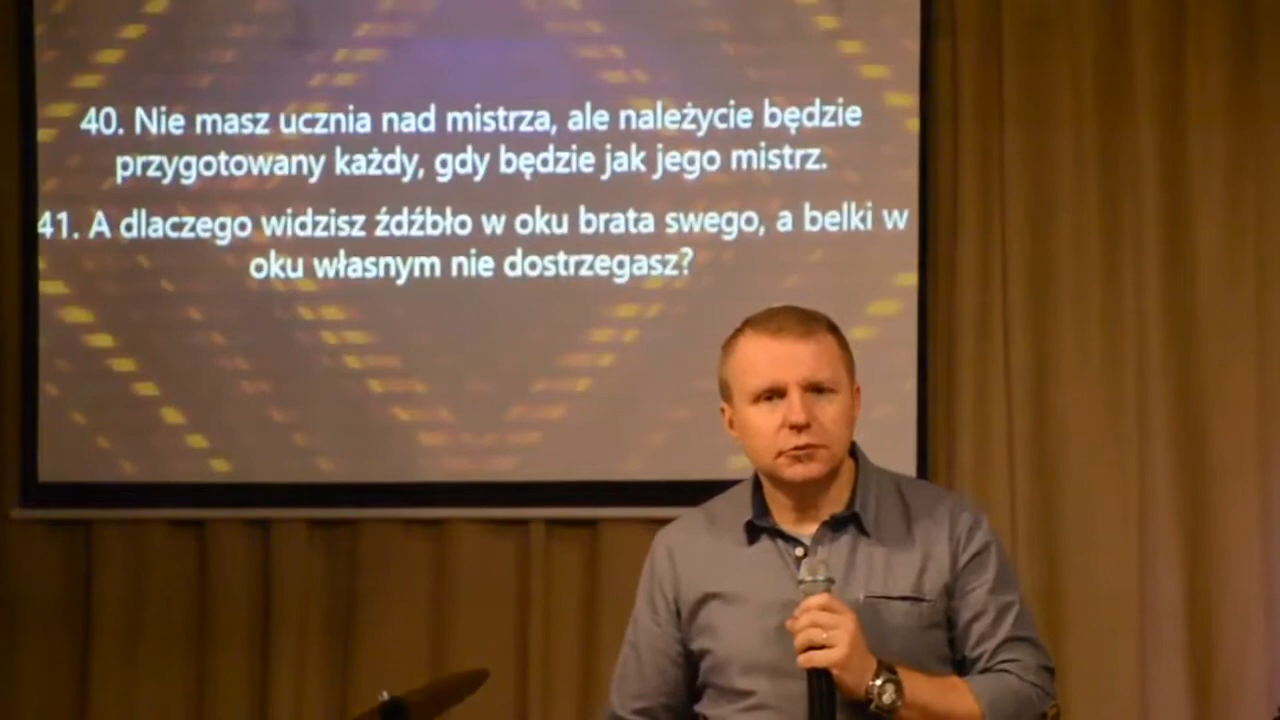 40. Nie masz ucznia nad mistrza, ale należycie będzie
przygotowany każdy, gdy będzie jak jego mistrz.
41. A dlaczego widzisz źdźbło w oku brata swego, a belki w
oku własnym nie dostrzegasz?